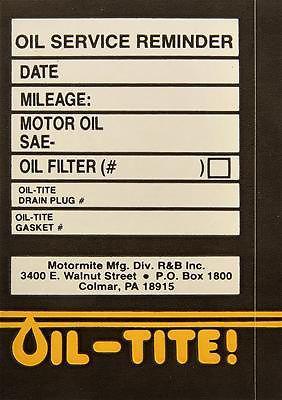 OIL SERVICE REMINDER
DATE
MILEAGE:
MOTOR OIL
SAE-
OIL FILTER (# )
OIL-TITE
DRAIN PLUG #
OIL-TITE
GASKET #
Motormite Mfg. Div. R&B Inc.
3400 E. Walnut Street • P.O. Box 1800
Colmar, PA 18915
OIL-TITE!